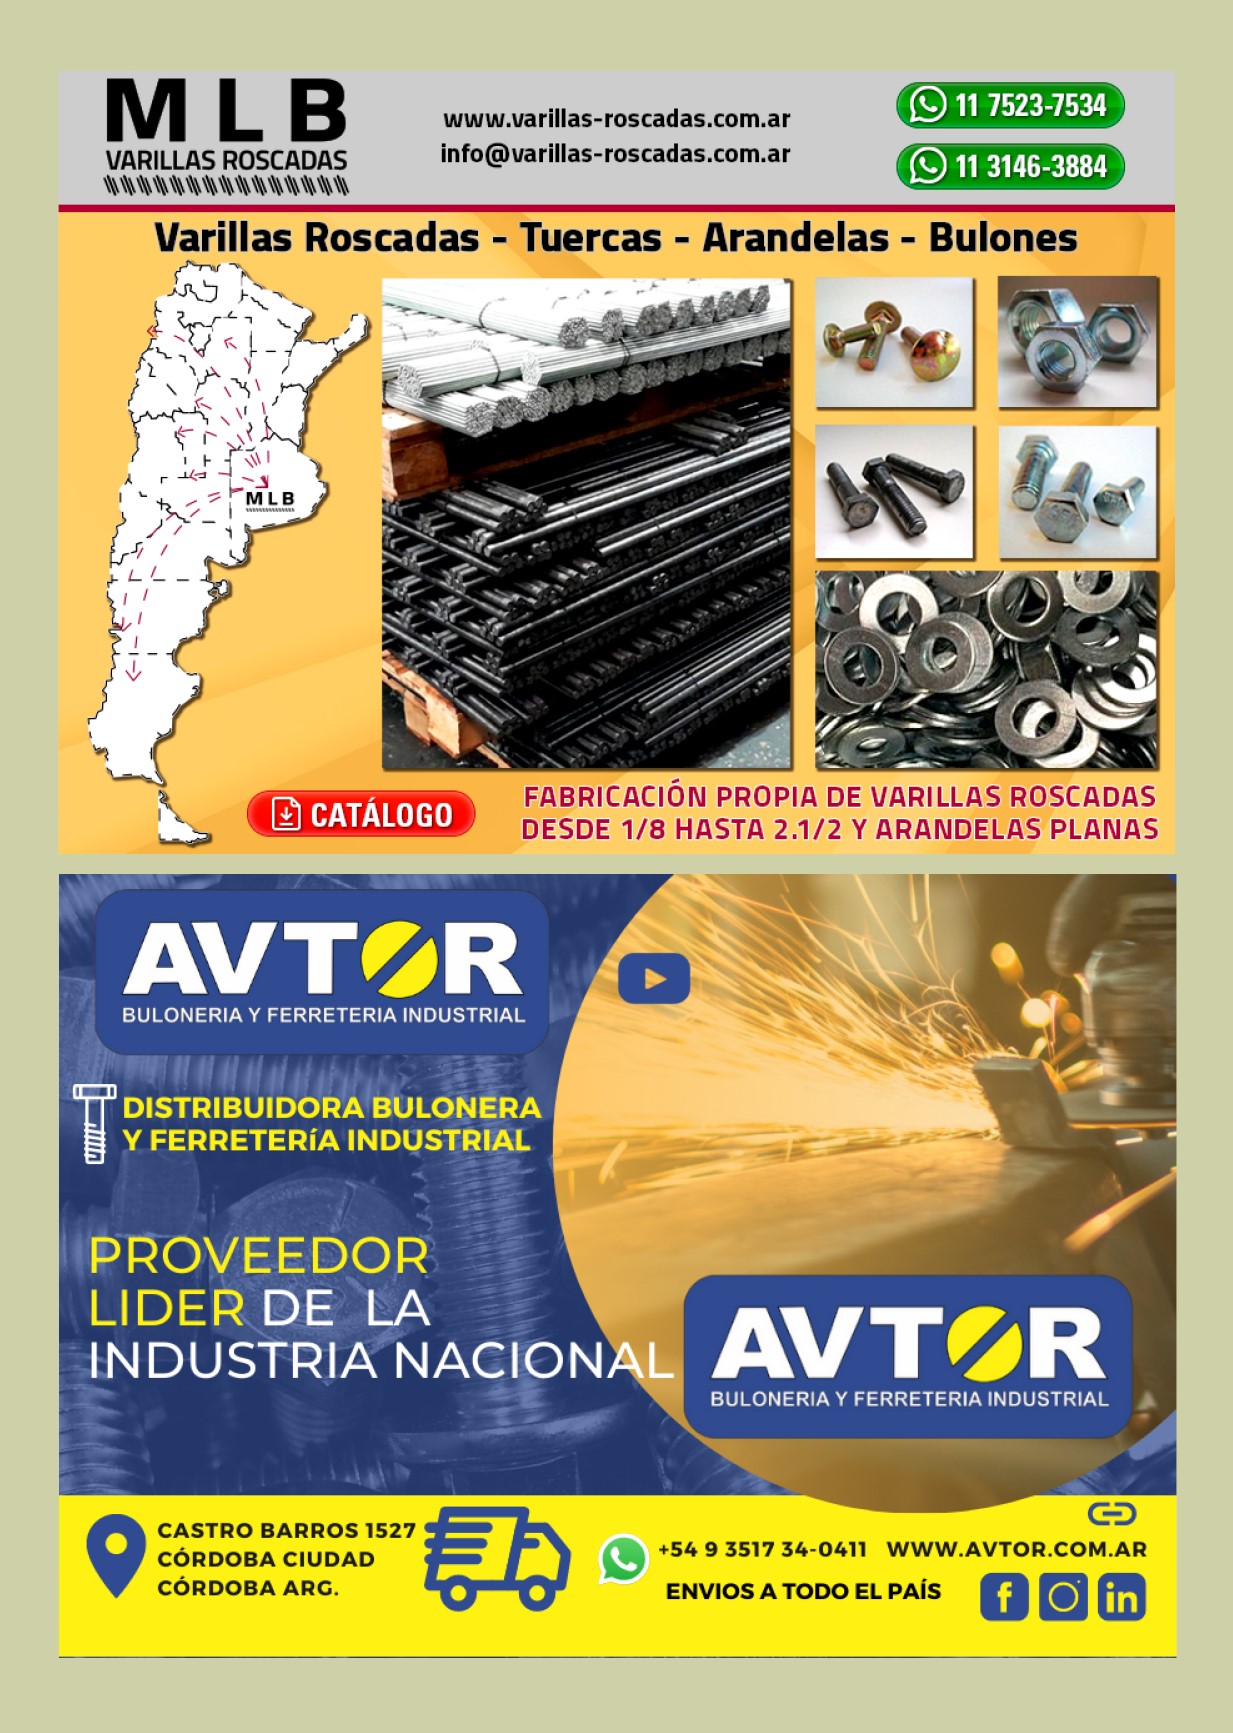 MLB
VARILLAS ROSCADAS
www.varillas-roscadas.com.ar
info@varillas-roscadas.com.ar
11 7523-7534
11 3146-3884
Varillas Roscadas - Tuercas - Arandelas - Bulones
MLB
CATÁLOGO
FABRICACIÓN PROPIA DE VARILLAS ROSCADAS
DESDE 1/8 HASTA 2.1/2 Y ARANDELAS PLANAS
AVTOR
BULONERIA Y FERRETERIA INDUSTRIAL
DISTRIBUIDORA BULONERA
Y FERRETERíA INDUSTRIAL
PROVEEDOR
LIDER DE LA
INDUSTRIA NACIONAL
AVTOR
BULONERIA Y FERRETERIA INDUSTRIAL
CASTRO BARROS 1527
CÓRDOBA CIUDAD
CÓRDOBA ARG.
+54 9 3517 34-0411
ENVIOS A TODO EL PAÍS
WWW.AVTOR.COM.AR